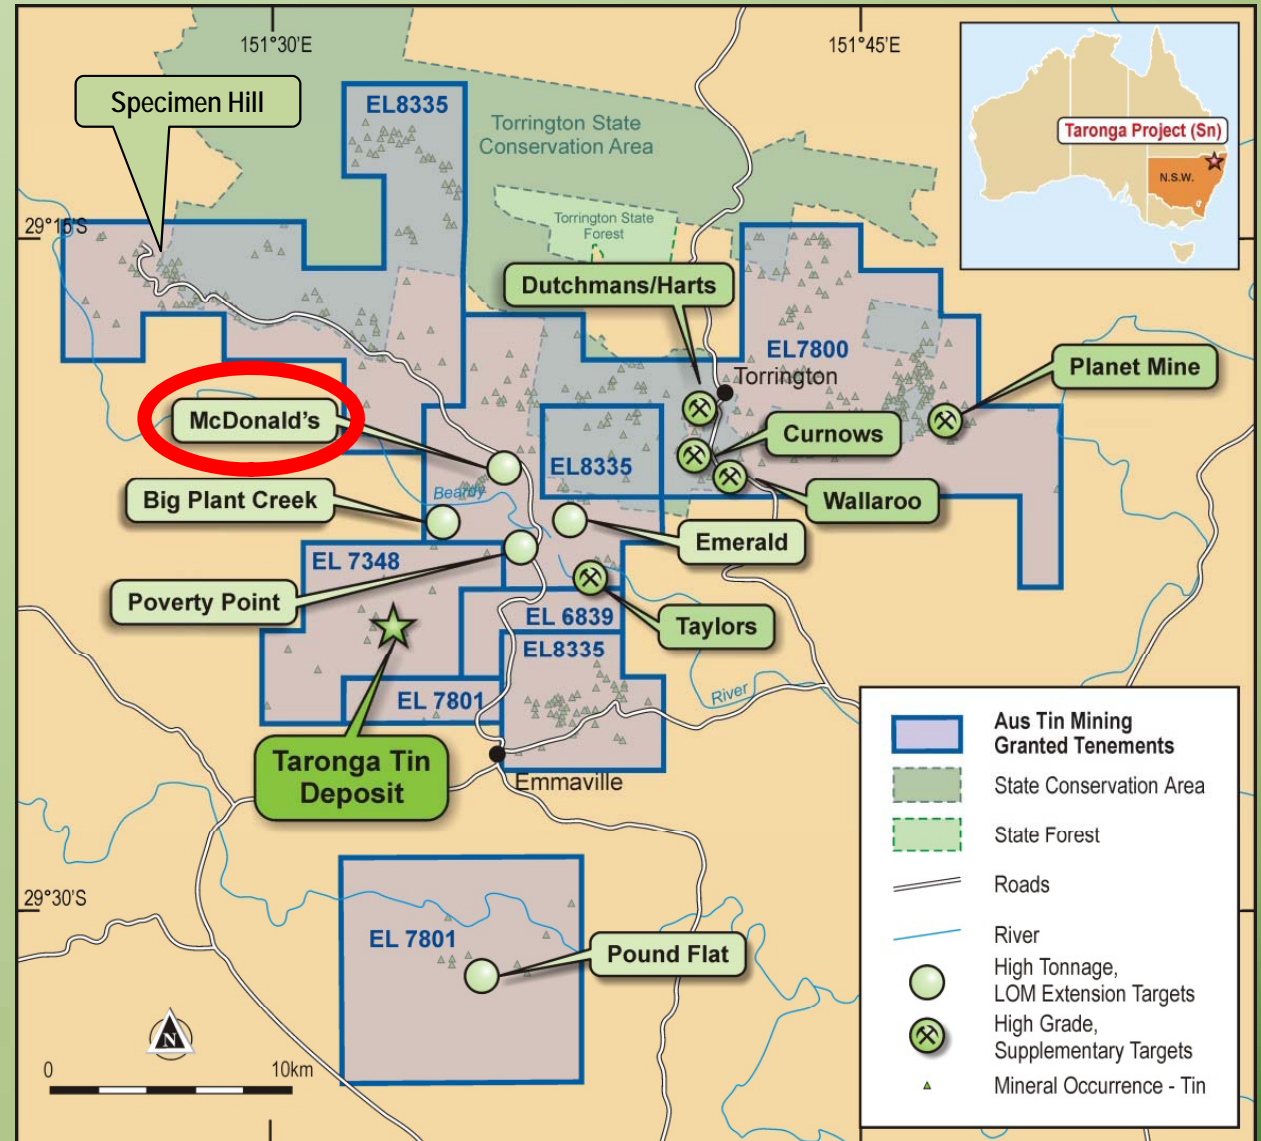 151°30'E
151°45'E
Specimen Hill
EL8335
Torrington State
Conservation Area
Taronga Project (Sn)
N.S.W.
29°15'S
Torrington State
Forest
Dutchmans/Harts
EL7800
Torrington
Planet Mine
McDonald's
Curnows
EL8335
Beardy
Big Plant Creek
Wallaroo
Emerald
EL 7348
Poverty Point
EL 6839
Taylors
EL8335
EL 7801
River
Taronga Tin
Deposit
Emmaville
29°30'S
EL 7801
Pound Flat
N
0
10km
Aus Tin Mining
Granted Tenements
State Conservation Area
State Forest
Roads
River
High Tonnage,
LOM Extension Targets
High Grade,
Supplementary Targets
Mineral Occurrence - Tin